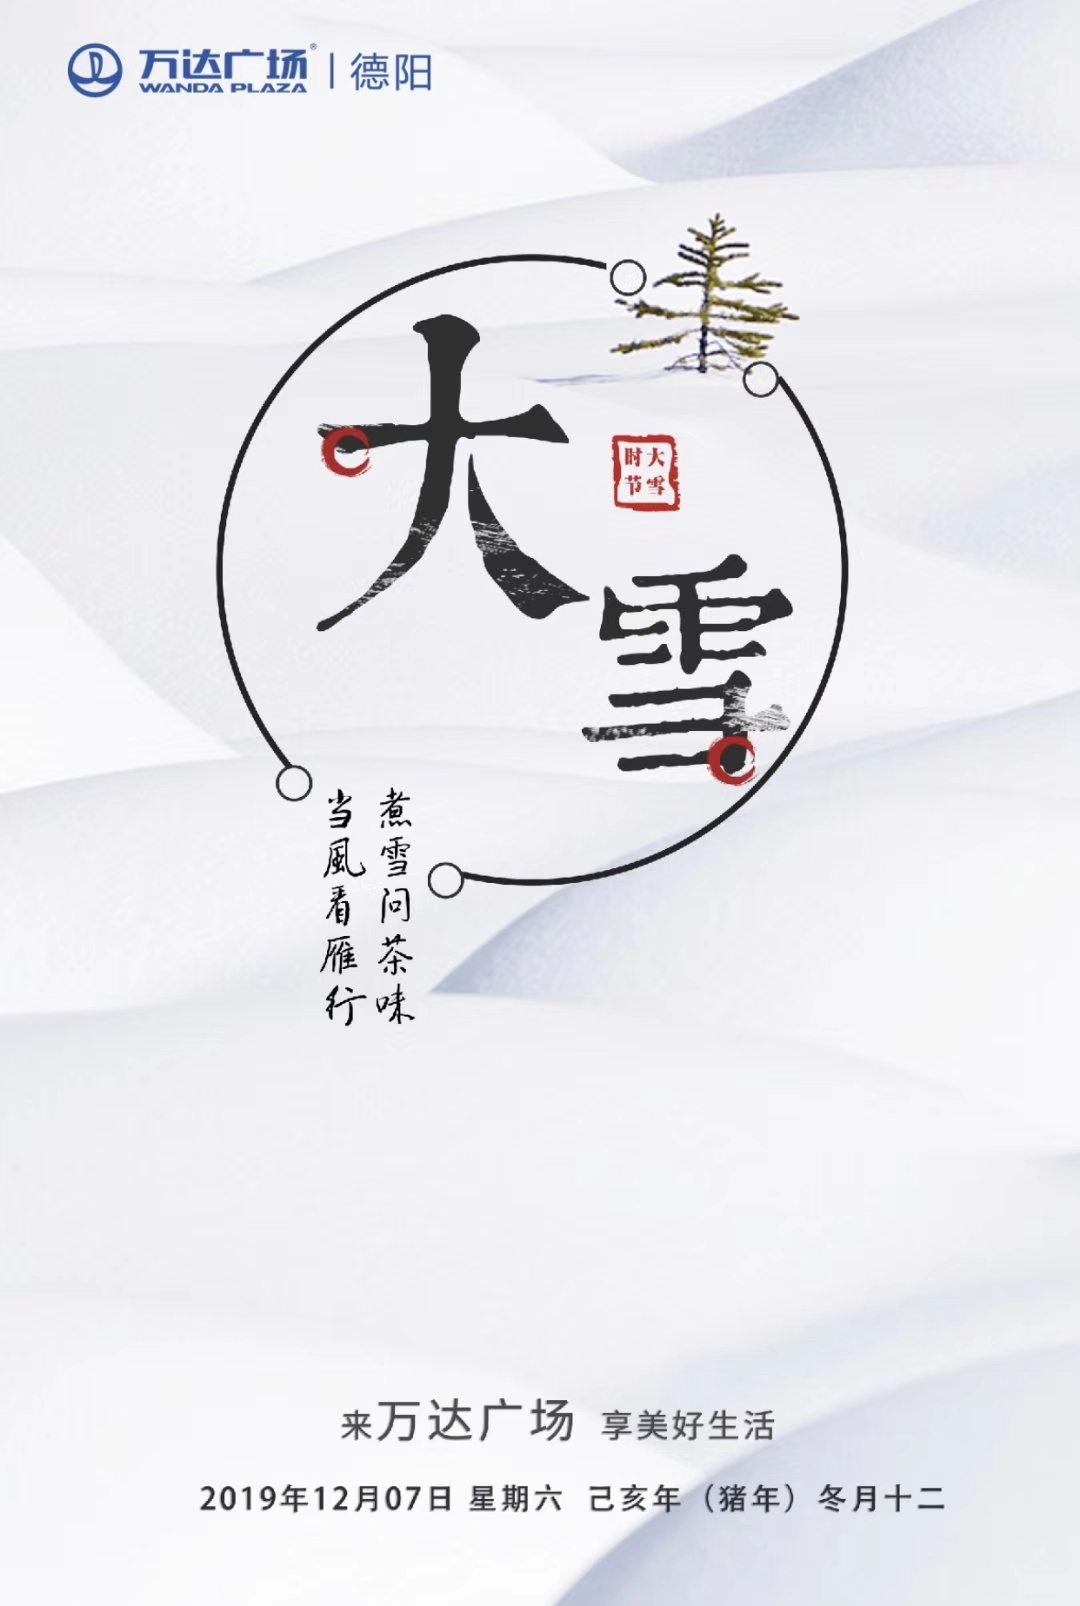 万达广场® | 德阳
WANDA PLAZA
大雪
大雪
时节
煮雪问茶味
当風看雁行
来万达广场 享美好生活
2019年12月07日 星期六 己亥年（猪年）冬月十二